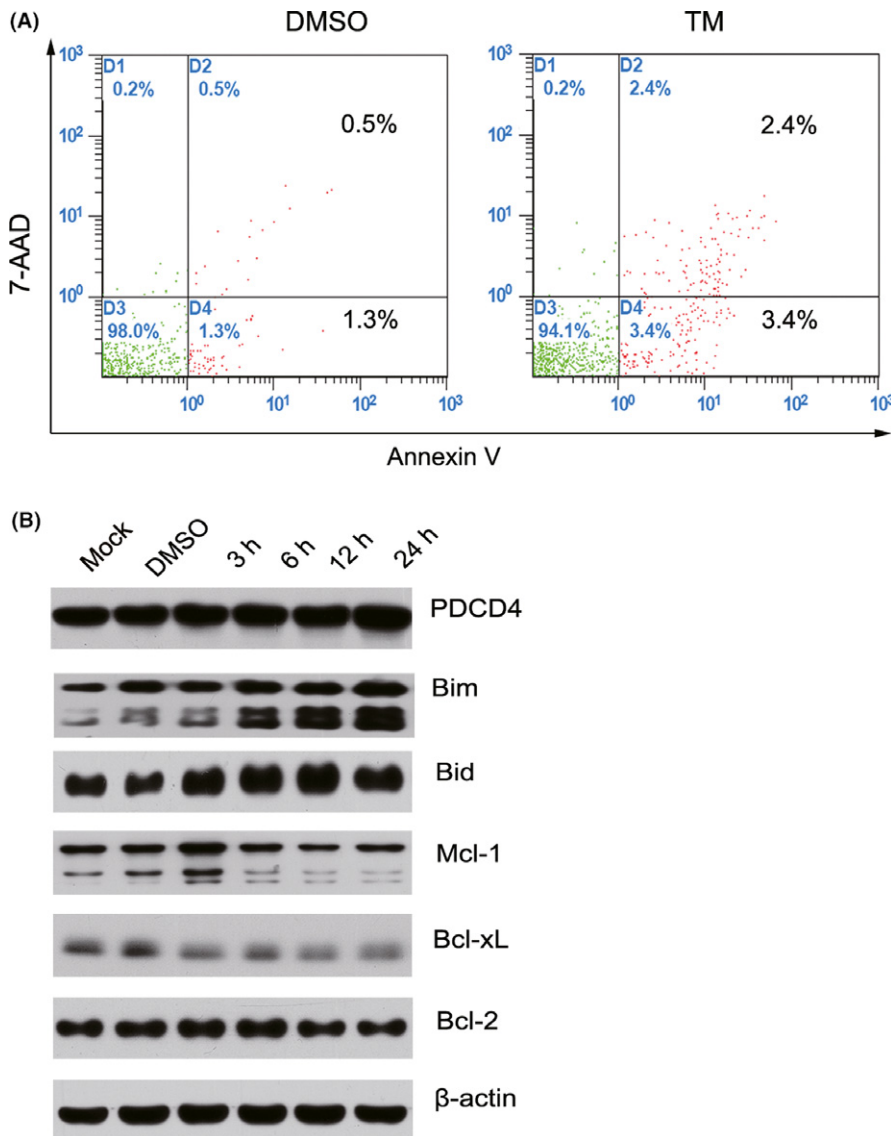 (A)
DMSO
TM
10³
D1
0.2%
D2
0.5%
0.5%
10²
10¹
10⁰
D3
98.0%
D4
1.3%
1.3%
10⁰ 10¹ 10² 10³
10³
D1
0.2%
D2
2.4%
2.4%
10²
10¹
10⁰
D3
94.1%
D4
3.4%
3.4%
10⁰ 10¹ 10² 10³
7-AAD
Annexin V
(B)
Mock DMSO 3 h 6 h 12 h 24 h
PDCD4
Bim
Bid
Mcl-1
Bcl-xL
Bcl-2
β-actin